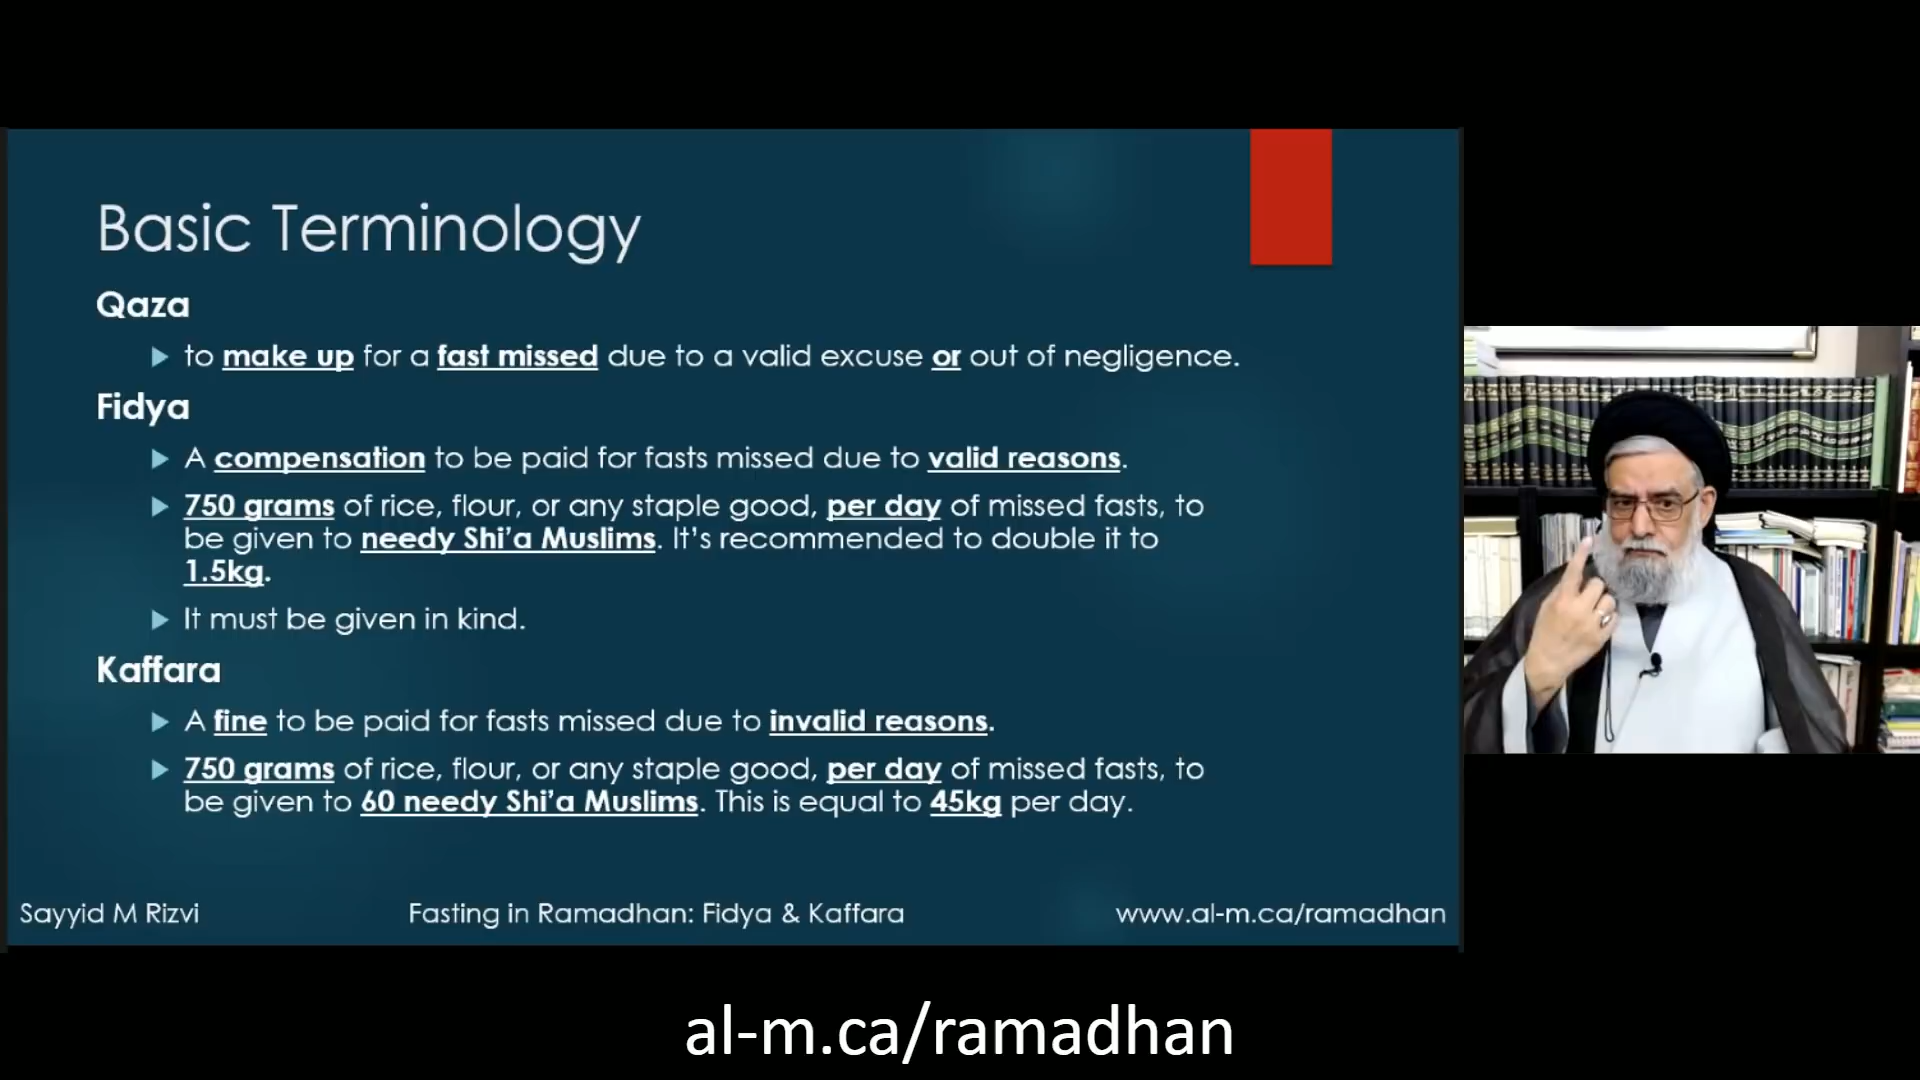 Basic Terminology
Qaza
to make up for a fast missed due to a valid excuse or out of negligence.
Fidya
A compensation to be paid for fasts missed due to valid reasons.
750 grams of rice, flour, or any staple good, per day of missed fasts, to
be given to needy Shi'a Muslims. It's recommended to double it to
1.5kg.
It must be given in kind.
Kaffara
A fine to be paid for fasts missed due to invalid reasons.
750 grams of rice, flour, or any staple good, per day of missed fasts, to
be given to 60 needy Shi'a Muslims. This is equal to 45kg per day.
Sayyid M Rizvi
Fasting in Ramadhan: Fidya & Kaffara
www.al-m.ca/ramadhan
al-m.ca/ramadhan